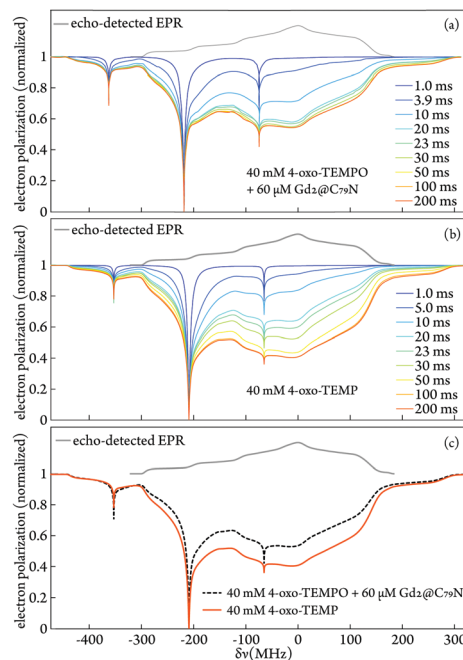 echo-detected EPR
(a)
electron polarization (normalized)
1
0.8
0.6
0.4
0.2
0
1.0 ms
3.9 ms
10 ms
20 ms
23 ms
30 ms
50 ms
100 ms
200 ms
40 mM 4-oxo-TEMPO
+ 60 µM Gd₂@C₇₉N
echo-detected EPR
(b)
electron polarization (normalized)
1
0.8
0.6
0.4
0.2
0
1.0 ms
5.0 ms
10 ms
20 ms
23 ms
30 ms
50 ms
100 ms
200 ms
40 mM 4-oxo-TEMP
echo-detected EPR
(c)
electron polarization (normalized)
1
0.8
0.6
0.4
0.2
0
40 mM 4-oxo-TEMPO + 60 µM Gd₂@C₇₉N
40 mM 4-oxo-TEMP
-400 -300 -200 -100 0 100 200 300
δν(MHz)